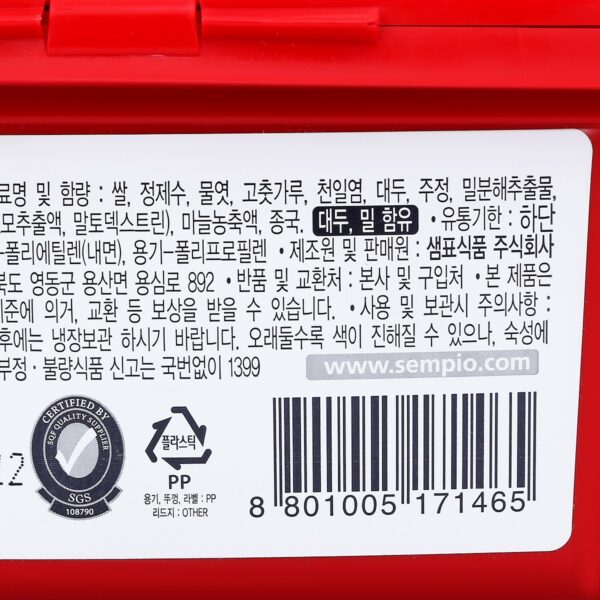 료명 및 함량 : 쌀, 정제수, 물엿, 고춧가루, 천일염, 대두, 주정, 밀분해추출물,
모추출액, 말토덱스트린), 마늘농축액, 종국, 대두, 밀 함유 • 유통기한 : 하단
-폴리에틸렌(내면), 용기-폴리프로필렌 • 제조원 및 판매원 : 샘표식품 주식회사
북도 영동군 용산면 용심로 892 • 반품 및 교환처 : 본사 및 구입처 • 본 제품은
기준에 의거, 교환 등 보상을 받을 수 있습니다. • 사용 및 보관시 주의사항 :
후에는 냉장보관 하시기 바랍니다. 오래둘수록 색이 진해질 수 있으나, 숙성에
부정 · 불량식품 신고는 국번없이 1399
www.sempio.com
12
CERTIFIED BY
SQF QUALITY SUPPLIER
SGS
108790
플라스틱
PP
용기, 뚜껑, 라벨 : PP
리드지 : OTHER
8 801005 171465